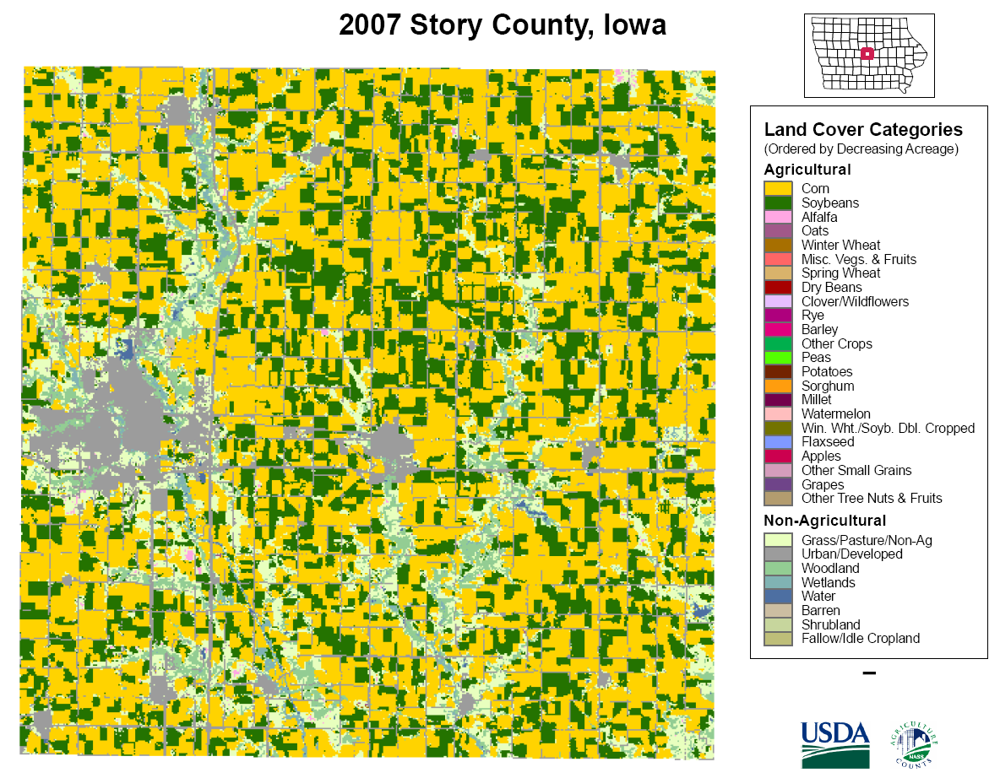 2007 Story County, Iowa
Land Cover Categories
(Ordered by Decreasing Acreage)
Agricultural
Corn
Soybeans
Alfalfa
Oats
Winter Wheat
Misc. Vegs. & Fruits
Spring Wheat
Dry Beans
Clover/Wildflowers
Rye
Barley
Other Crops
Peas
Potatoes
Sorghum
Millet
Watermelon
Win. Wht./Soyb. Dbl. Cropped
Flaxseed
Apples
Other Small Grains
Grapes
Other Tree Nuts & Fruits
Non-Agricultural
Grass/Pasture/Non-Ag
Urban/Developed
Woodland
Wetlands
Water
Barren
Shrubland
Fallow/Idle Cropland
USDA
AGRICULTURE
NASS
COUNTS